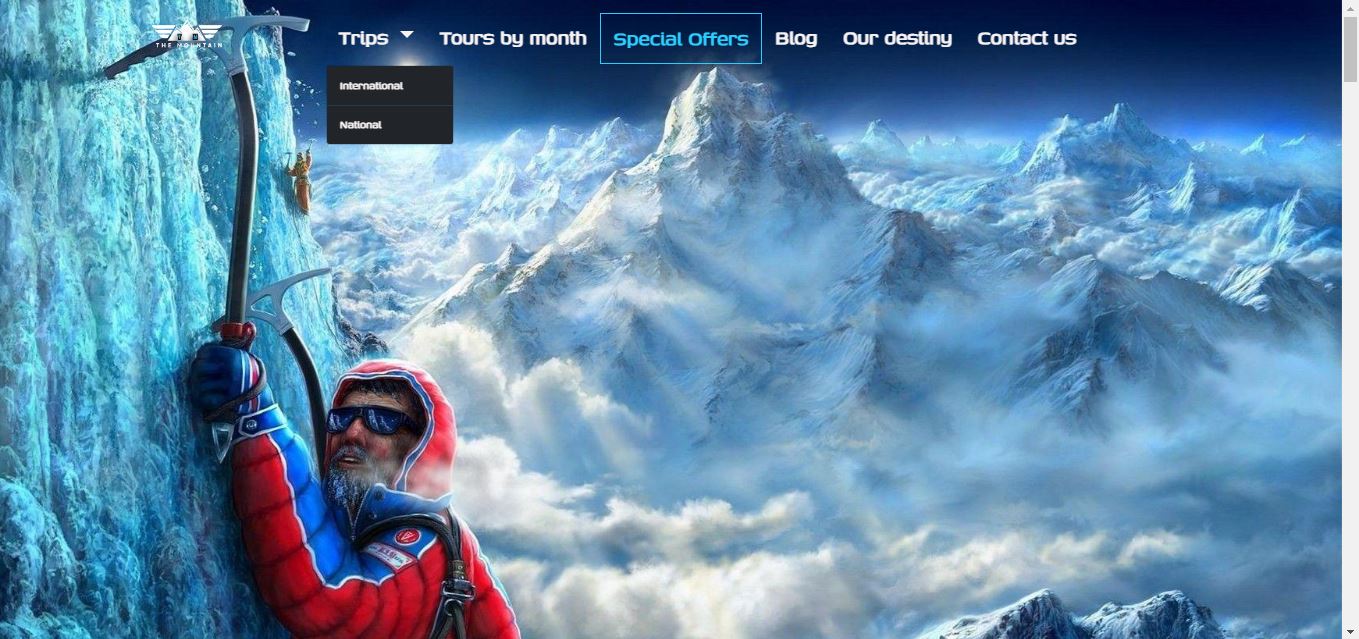 THE MOUNTAIN
Trips Tours by month Special Offers Blog Our destiny Contact us
International
National